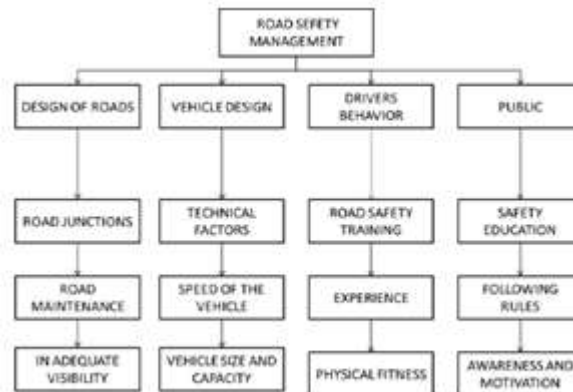 ROAD SEFETY
MANAGEMENT
DESIGN OF ROADS
VEHICLE DESIGN
DRIVERS
BEHAVIOR
PUBLIC
ROAD JUNCTIONS
TECHNICAL
FACTORS
ROAD SAFETY
TRAINING
SAFETY
EDUCATION
ROAD
MAINTENANCE
SPEED OF THE
VEHICLE
EXPERIENCE
FOLLOWING
RULES
IN ADEQUATE
VISIBILITY
VEHICLE SIZE AND
CAPACITY
PHYSICAL FITNESS
AWARENESS AND
MOTIVATION